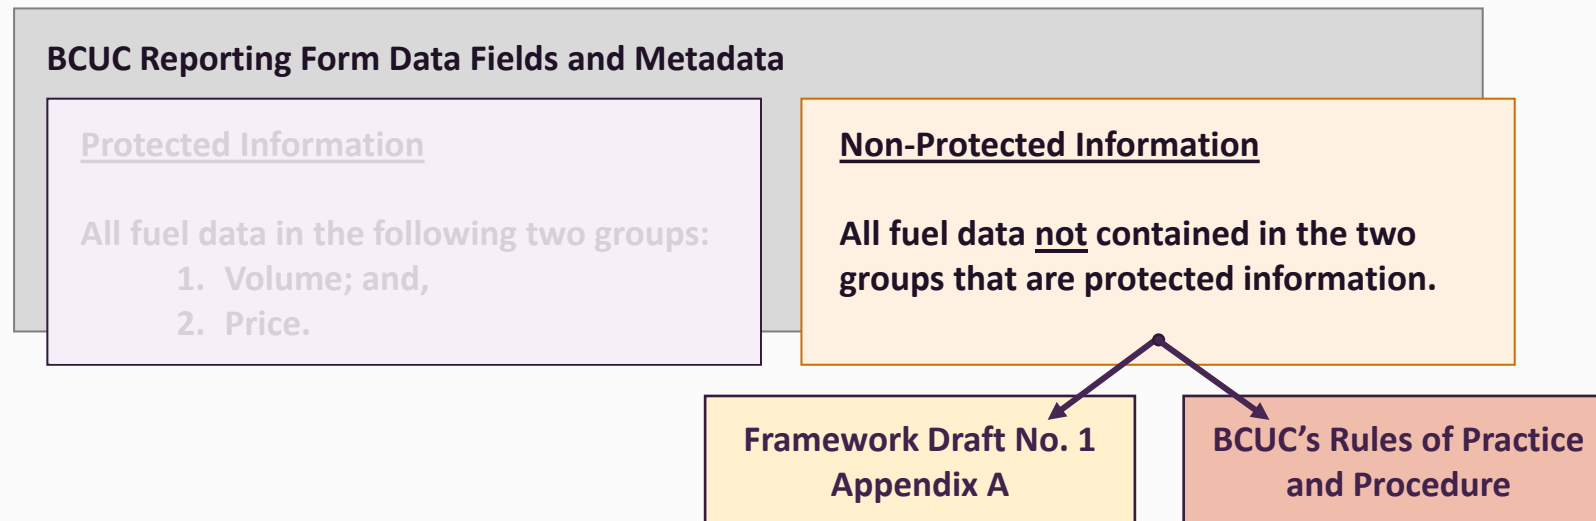 BCUC Reporting Form Data Fields and Metadata
Protected Information
All fuel data in the following two groups:
1. Volume; and,
2. Price.
Non-Protected Information
All fuel data not contained in the two
groups that are protected information.
Framework Draft No. 1
Appendix A
BCUC’s Rules of Practice
and Procedure